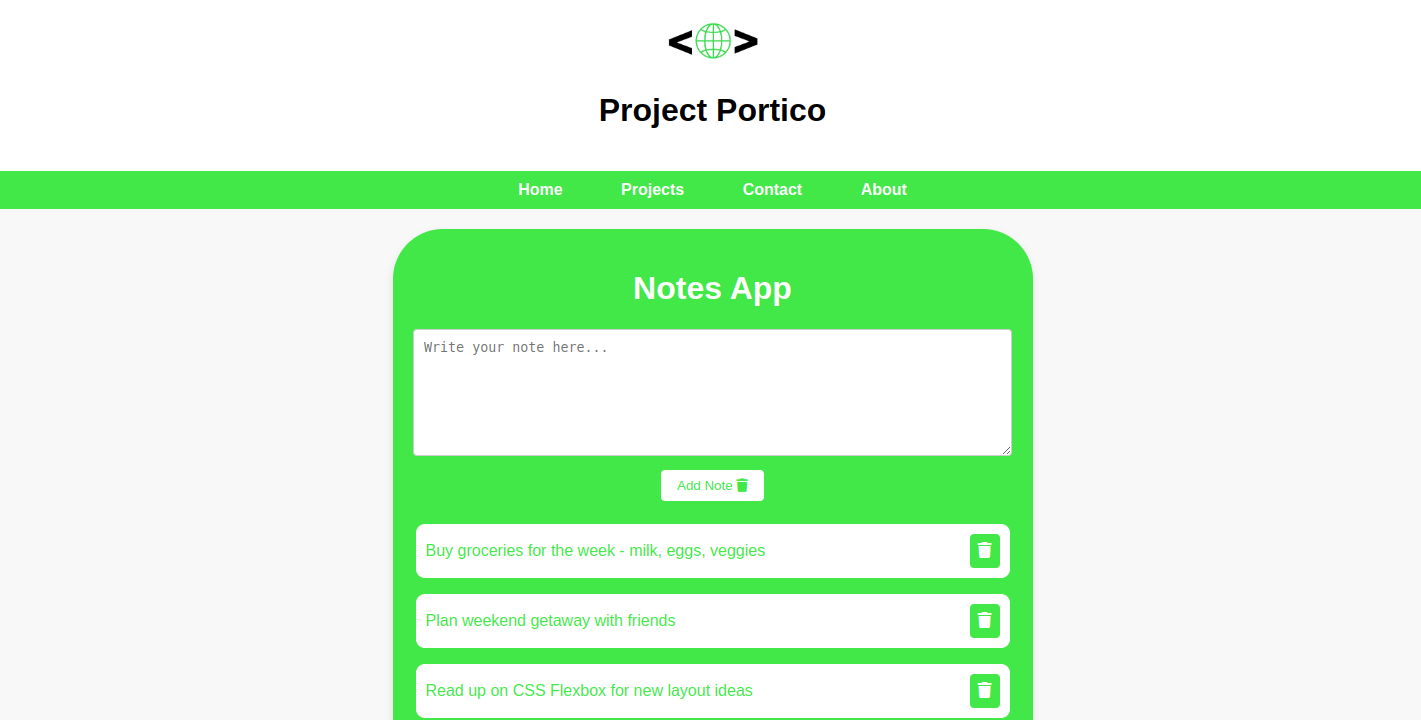 < >
Project Portico
Home Projects Contact About
Notes App
Write your note here...
Add Note
Buy groceries for the week - milk, eggs, veggies
Plan weekend getaway with friends
Read up on CSS Flexbox for new layout ideas